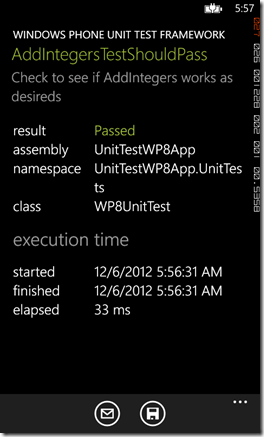 5:57
WINDOWS PHONE UNIT TEST FRAMEWORK
AddIntegersTestShouldPass
Check to see if AddIntegers works as
desireds
result Passed
assembly UnitTestWP8App
namespace UnitTestWP8App.UnitTes
ts
class WP8UnitTest
execution time
started 12/6/2012 5:56:31 AM
finished 12/6/2012 5:56:31 AM
elapsed 33 ms